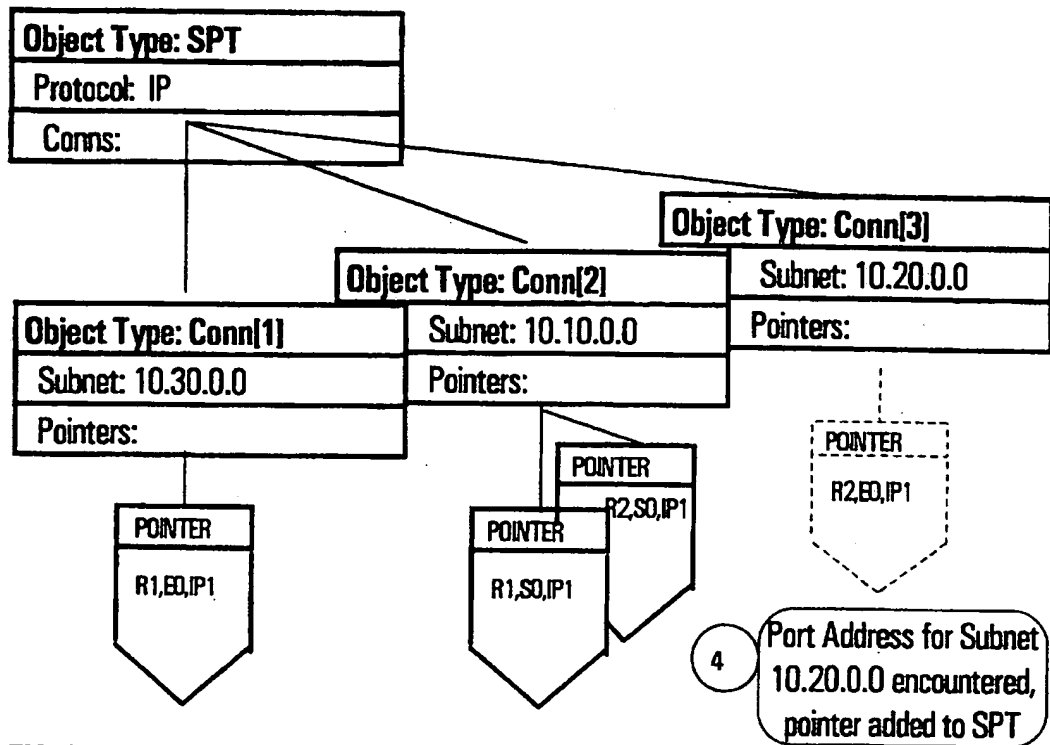 Object Type: SPT
Protocol: IP
Conns:
Object Type: Conn[3]
Subnet: 10.20.0.0
Pointers:
Object Type: Conn[2]
Subnet: 10.10.0.0
Pointers:
Object Type: Conn[1]
Subnet: 10.30.0.0
Pointers:
POINTER
R1,E0,IP1
POINTER
R1,S0,IP1
POINTER
R2,S0,IP1
POINTER
R2,E0,IP1
4
Port Address for Subnet
10.20.0.0 encountered,
pointer added to SPT